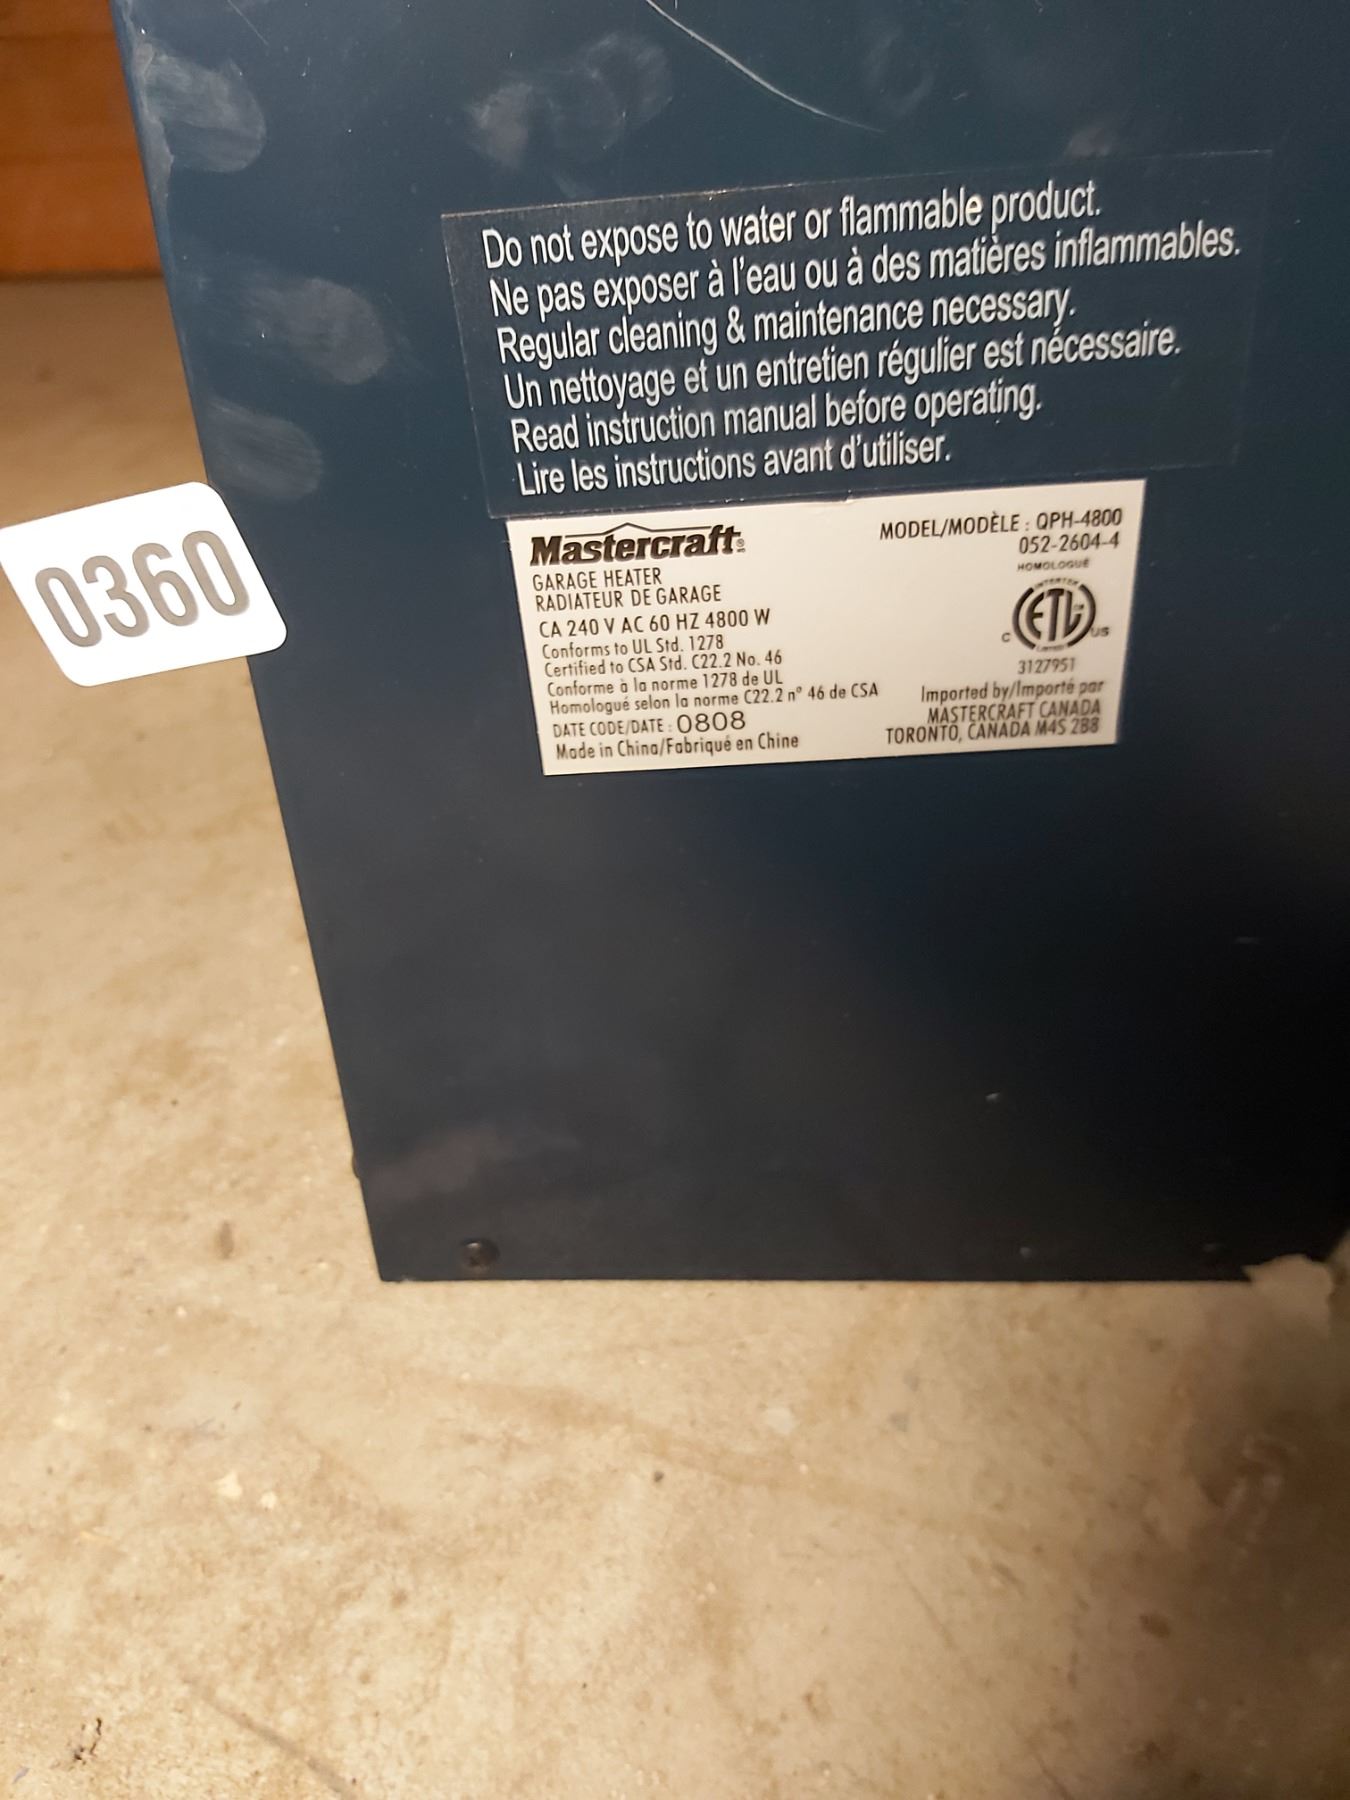 Do not expose to water or flammable product.
Ne pas exposer à l'eau ou à des matières inflammables.
Regular cleaning & maintenance necessary.
Un nettoyage et un entretien régulier est nécessaire.
Read instruction manual before operating.
Lire les instructions avant d'utiliser.
0360
Mastercraft®
GARAGE HEATER
RADIATEUR DE GARAGE
CA 240 V AC 60 HZ 4800 W
Conforms to UL Std. 1278
Certified to CSA Std. C22.2 No. 46
Conforme à la norme 1278 de UL
Homologué selon la norme C22.2 nº 46 de CSA
DATE CODE/DATE : 0808
Made in China/Fabriqué en Chine
MODEL/MODÈLE : QPH-4800
052-2604-4
HOMOLOGUÉ
INTERTEK
C ETL US
LISTED
3127951
Imported by/Importé par
MASTERCRAFT CANADA
TORONTO, CANADA M4S 2B8